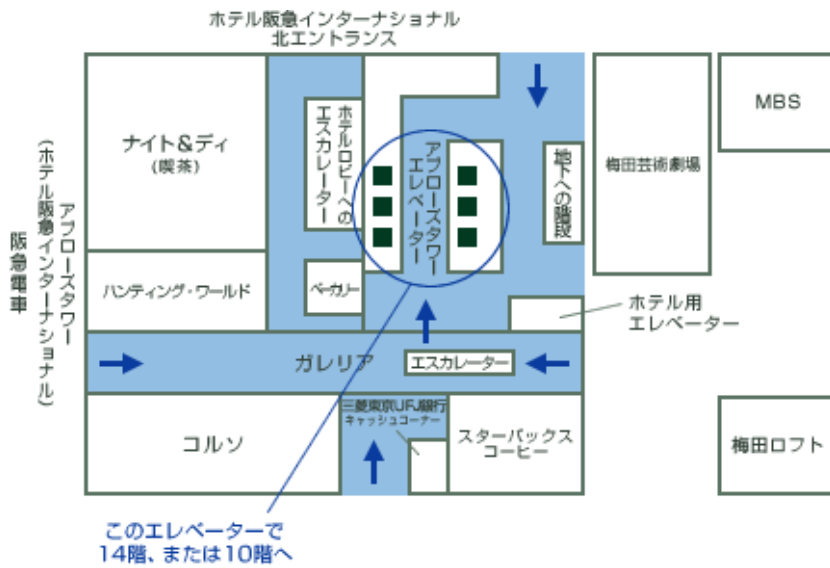 ホテル阪急インターナショナル
北エントランス
ナイト&ディ
(喫茶)
ホテルロビーへの
エスカレーター
アプローズタワー
エレベーター
地下への階段
梅田芸術劇場
MBS
アプローズタワー
(ホテル阪急インターナショナル)
阪急電車
ハンティング・ワールド
ベーカリー
ホテル用
エレベーター
ガレリア
エスカレーター
コルソ
三菱東京UFJ銀行
キャッシュコーナー
スターバックス
コーヒー
梅田ロフト
このエレベーターで
14階、または10階へ